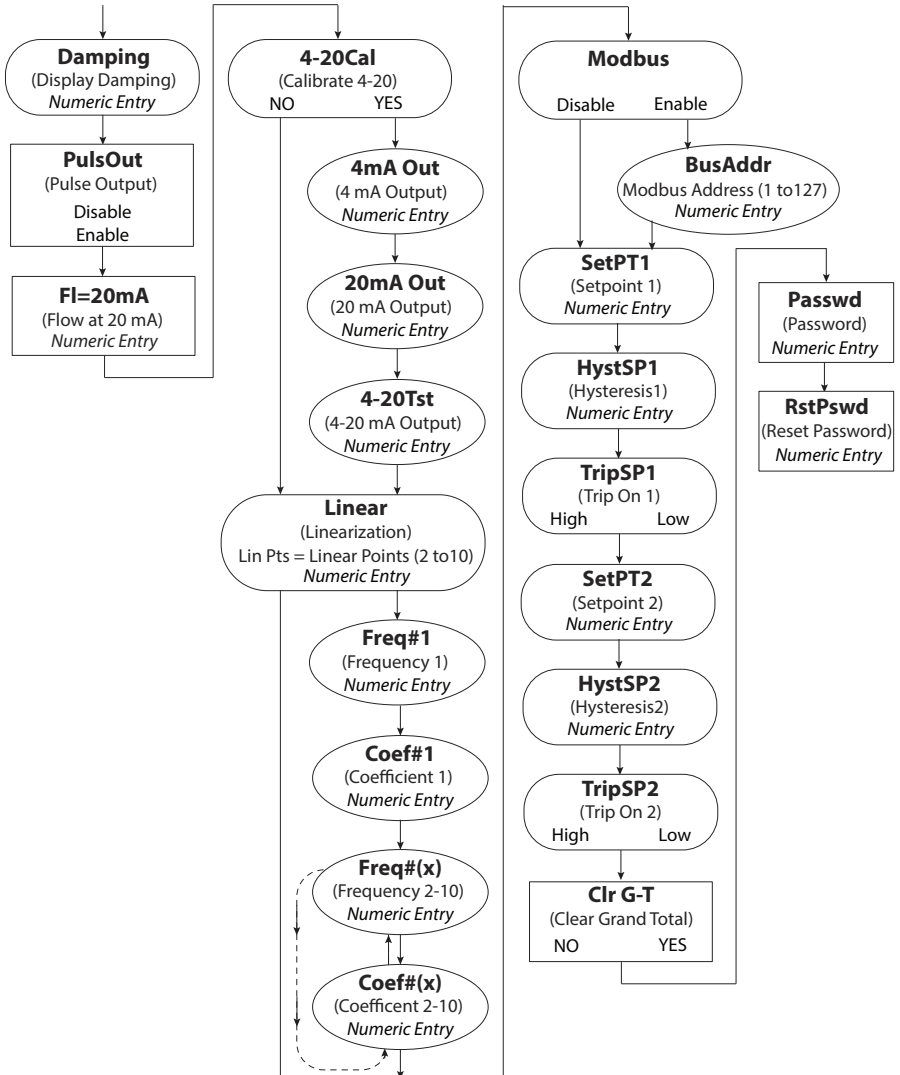 Damping
(Display Damping)
Numeric Entry
PulsOut
(Pulse Output)
Disable
Enable
Fl=20mA
(Flow at 20 mA)
Numeric Entry
4-20Cal
(Calibrate 4-20)
NO YES
4mA Out
(4 mA Output)
Numeric Entry
20mA Out
(20 mA Output)
Numeric Entry
4-20Tst
(4-20 mA Output)
Numeric Entry
Linear
(Linearization)
Lin Pts = Linear Points (2 to10)
Numeric Entry
Freq#1
(Frequency 1)
Numeric Entry
Coef#1
(Coefficient 1)
Numeric Entry
Freq#(x)
(Frequency 2-10)
Numeric Entry
Coef#(x)
(Coefficent 2-10)
Numeric Entry
Modbus
Disable Enable
BusAddr
Modbus Address (1 to127)
Numeric Entry
SetPT1
(Setpoint 1)
Numeric Entry
HystSP1
(Hysteresis1)
Numeric Entry
TripSP1
(Trip On 1)
High Low
SetPT2
(Setpoint 2)
Numeric Entry
HystSP2
(Hysteresis2)
Numeric Entry
TripSP2
(Trip On 2)
High Low
Clr G-T
(Clear Grand Total)
NO YES
Passwd
(Password)
Numeric Entry
RstPswd
(Reset Password)
Numeric Entry